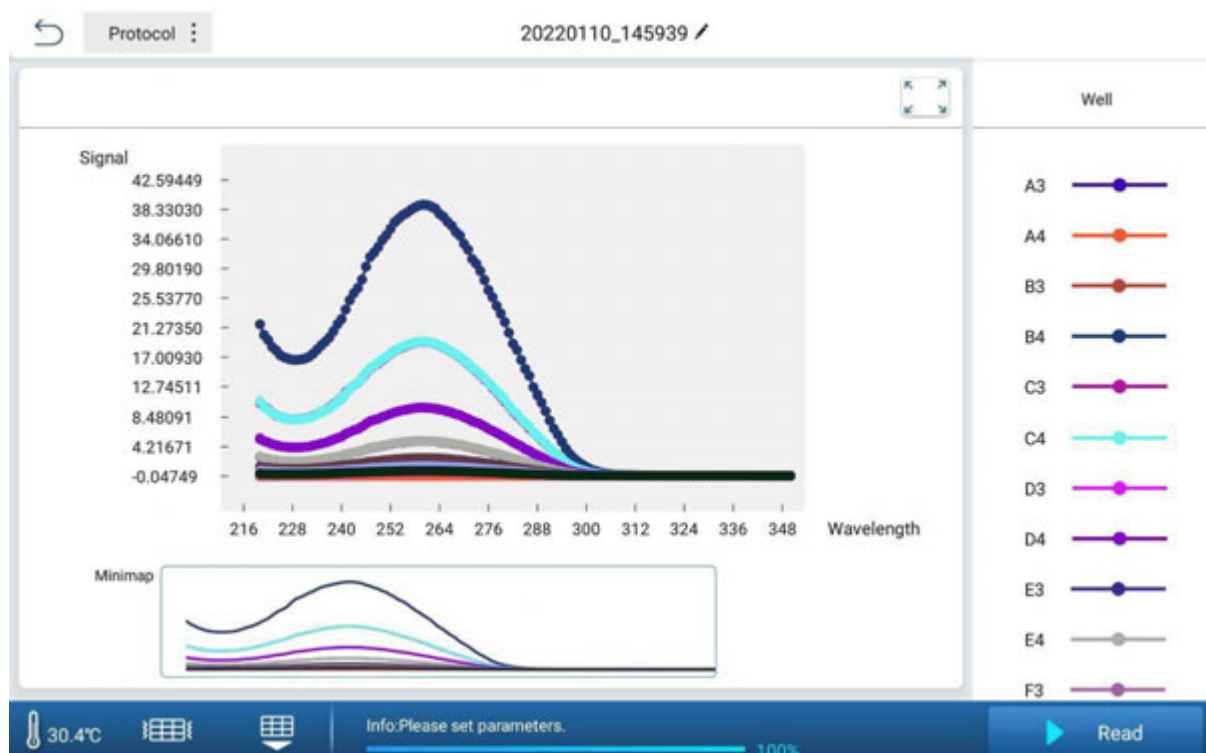 Protocol
20220110_145939
Well
Signal
42.59449
38.33030
34.06610
29.80190
25.53770
21.27350
17.00930
12.74511
8.48091
4.21671
-0.04749
216 228 240 252 264 276 288 300 312 324 336 348
Wavelength
Minimap
A3
A4
B3
B4
C3
C4
D3
D4
E3
E4
F3
30.4℃
Info:Please set parameters.
100%
Read